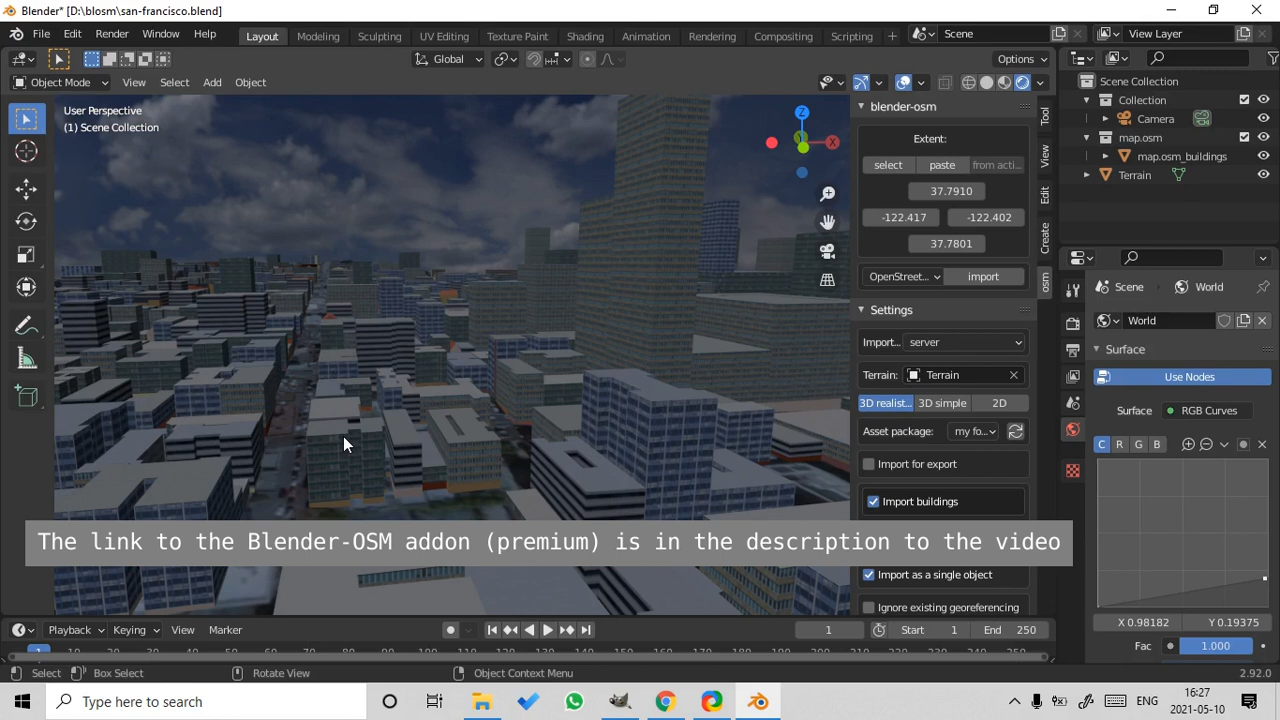 Blender* [D:\blosm\san-francisco.blend]
File Edit Render Window Help Layout Modeling Sculpting UV Editing Texture Paint Shading Animation Rendering Compositing Scripting + Scene View Layer
Global Options
Object Mode View Select Add Object
User Perspective
(1) Scene Collection
Z
X
blender-osm
Extent:
select paste from acti...
37.7910
-122.417 -122.402
37.7801
OpenStreet... import
Settings
Import... server
Terrain: Terrain
3D realist... 3D simple 2D
Asset package: my fo...
Import for export
Import buildings
Import as a single object
Ignore existing georeferencing
Tool
View
Edit
Create
osm
Scene Collection
Collection
Camera
map.osm
map.osm_buildings
Terrain
Scene World
World
Surface
Use Nodes
Surface RGB Curves
C R G B
X 0.98182 Y 0.19375
Fac 1.000
The link to the Blender-OSM addon (premium) is in the description to the video
Playback Keying View Marker 1 Start 1 End 250
Select Box Select Rotate View Object Context Menu 2.92.0
Type here to search
ENG
16:27
2021-05-10